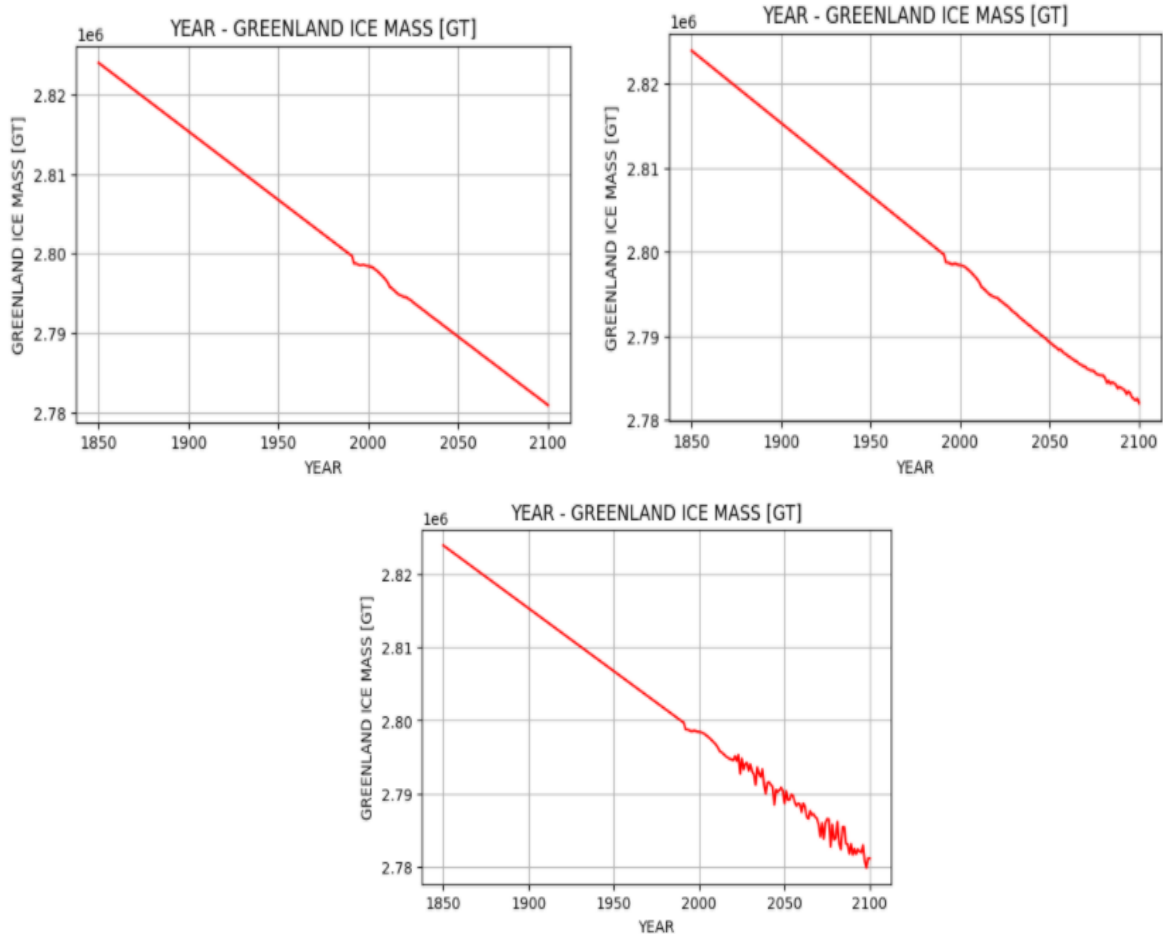 YEAR - GREENLAND ICE MASS [GT]
1e6
GREENLAND ICE MASS [GT]
2.82
2.81
2.80
2.79
2.78
1850 1900 1950 2000 2050 2100
YEAR
YEAR - GREENLAND ICE MASS [GT]
1e6
GREENLAND ICE MASS [GT]
2.82
2.81
2.80
2.79
2.78
1850 1900 1950 2000 2050 2100
YEAR
YEAR - GREENLAND ICE MASS [GT]
1e6
GREENLAND ICE MASS [GT]
2.82
2.81
2.80
2.79
2.78
1850 1900 1950 2000 2050 2100
YEAR